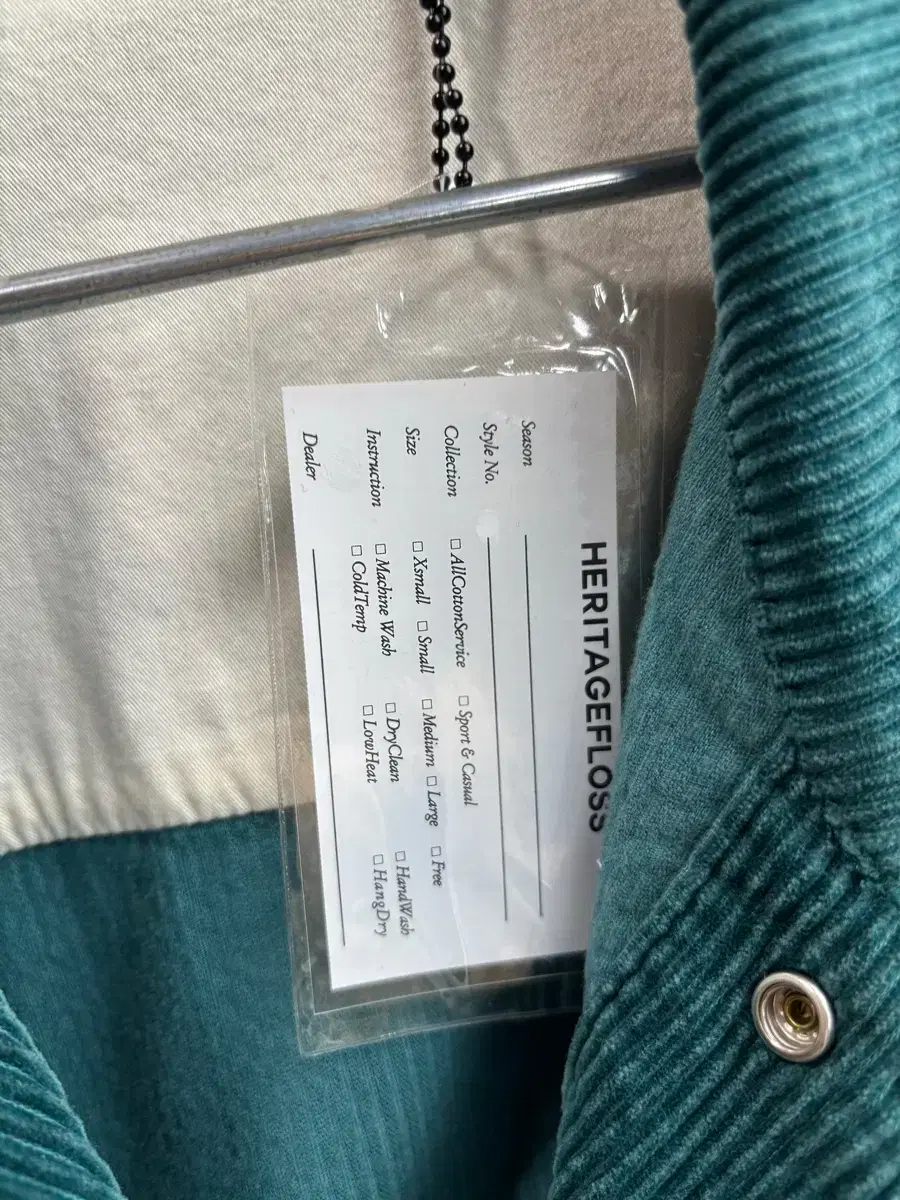 HERITAGEFLOSS
Season
Style No.
Collection □ AllCottonService □ Sport & Casual
Size □ Xsmall □ Small □ Medium □ Large □ Free
Instruction □ Machine Wash □ DryClean □ HandWash
□ ColdTemp □ LowHeat □ HangDry
Dealer